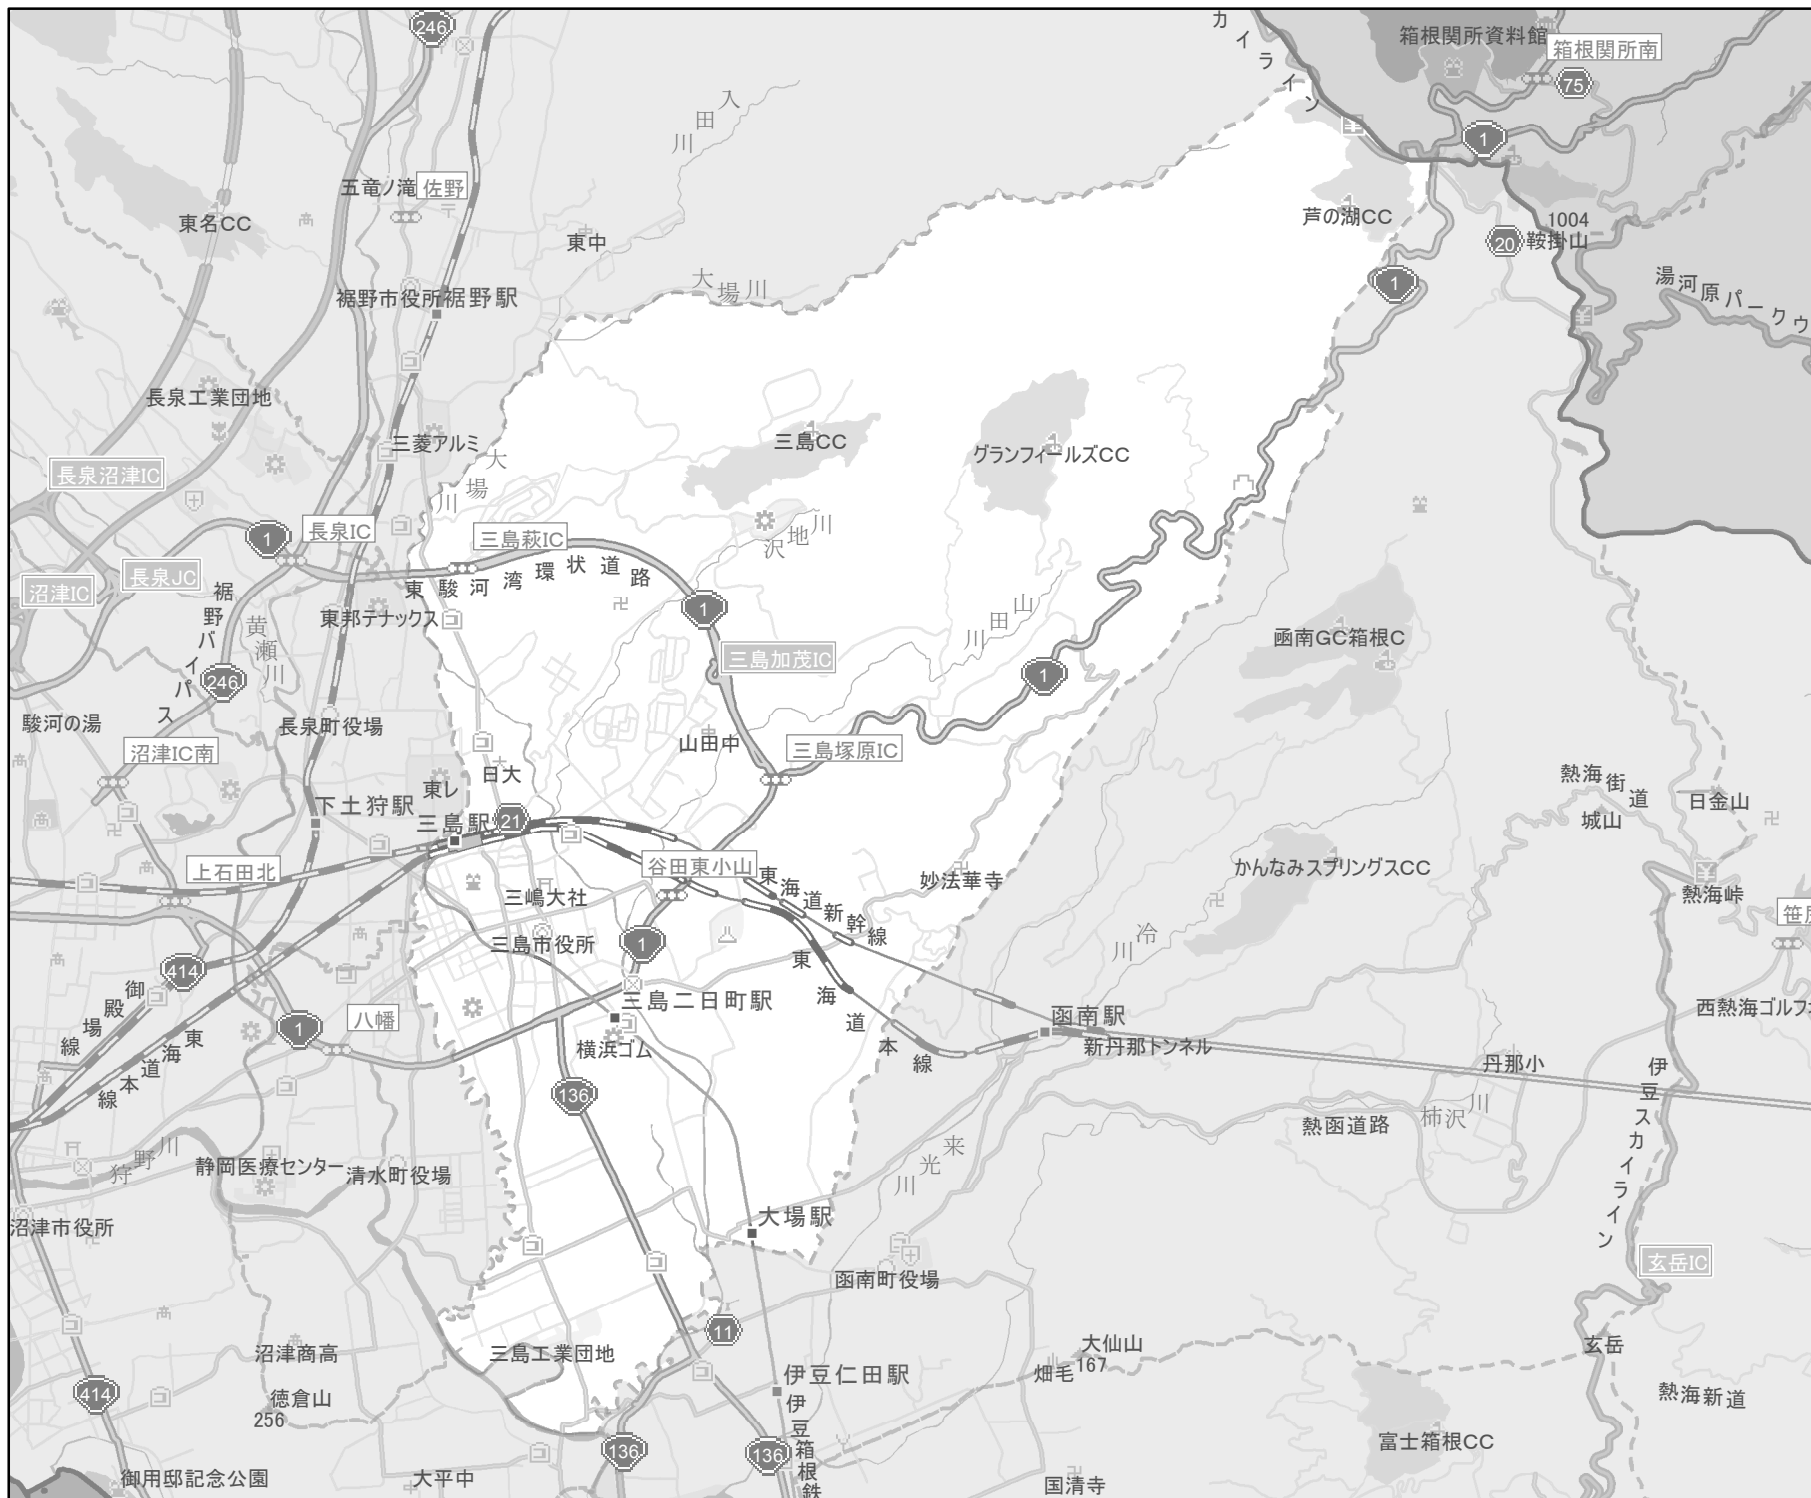 246
カイライン
箱根関所資料館
箱根関所南
75
1
入田川
五竜ノ滝
佐野
東名CC
東中
芦の湖CC
1004
鞍掛山
20
大場川
1
湯河原パークウ
裾野市役所
裾野駅
長泉工業団地
三菱アルミ
三島CC
グランフィールズCC
長泉沼津IC
大場川
沢地川
1
長泉IC
三島萩IC
長泉JC
沼津IC
東駿河湾環状道路
裾野バイパス
黄瀬川
東邦テナックス
1
山田川
函南GC箱根C
三島加茂IC
1
246
駿河の湯
長泉町役場
沼津IC南
山田中
三島塚原IC
日大
東レ
熱海街道
城山
日金山
下土狩駅
三島駅
21
上石田北
谷田東小山
東海道新幹線
妙法華寺
かんなみスプリングスCC
熱海峠
三嶋大社
三島市役所
1
東海道本線
冷川
414
御殿場線
三島二日町駅
函南駅
西熱海ゴルフ
1
八幡
東海道本線
横浜ゴム
新丹那トンネル
丹那小
136
伊豆スカイライン
熱函道路
柿沢川
狩野川
静岡医療センター
清水町役場
来光川
沼津市役所
大場駅
函南町役場
玄岳IC
11
沼津商高
三島工業団地
大仙山
167
畑毛
玄岳
414
徳倉山
256
伊豆仁田駅
熱海新道
伊豆箱根鉄
136
136
富士箱根CC
御用邸記念公園
大平中
国清寺